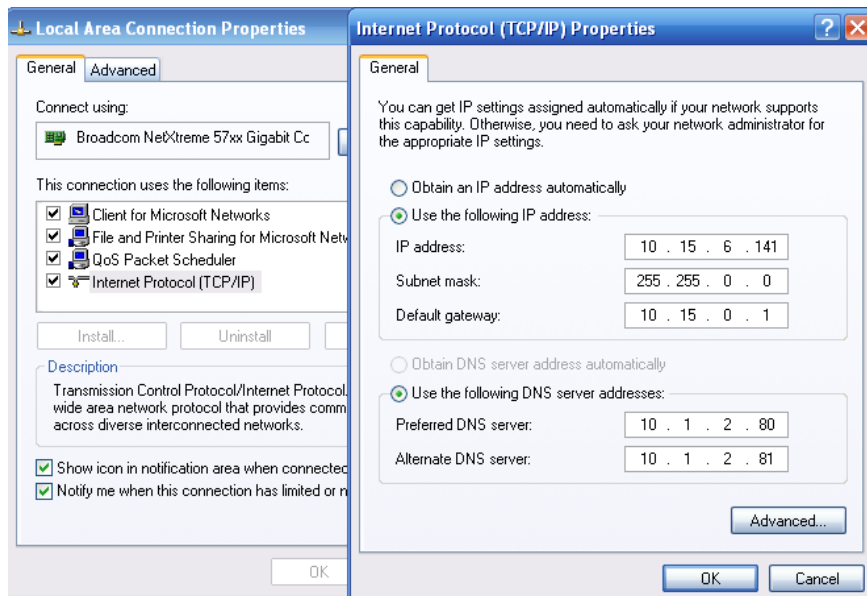 Local Area Connection Properties
General
Advanced
Connect using:
Broadcom NetXtreme 57xx Gigabit Cc
This connection uses the following items:
Client for Microsoft Networks
File and Printer Sharing for Microsoft Netw
QoS Packet Scheduler
Internet Protocol (TCP/IP)
Install...
Uninstall
Description
Transmission Control Protocol/Internet Protocol.
wide area network protocol that provides comm
across diverse interconnected networks.
Show icon in notification area when connected
Notify me when this connection has limited or n
OK
Internet Protocol (TCP/IP) Properties
General
You can get IP settings assigned automatically if your network supports
this capability. Otherwise, you need to ask your network administrator for
the appropriate IP settings.
Obtain an IP address automatically
Use the following IP address:
IP address: 10 . 15 . 6 . 141
Subnet mask: 255 . 255 . 0 . 0
Default gateway: 10 . 15 . 0 . 1
Obtain DNS server address automatically
Use the following DNS server addresses:
Preferred DNS server: 10 . 1 . 2 . 80
Alternate DNS server: 10 . 1 . 2 . 81
Advanced...
OK
Cancel